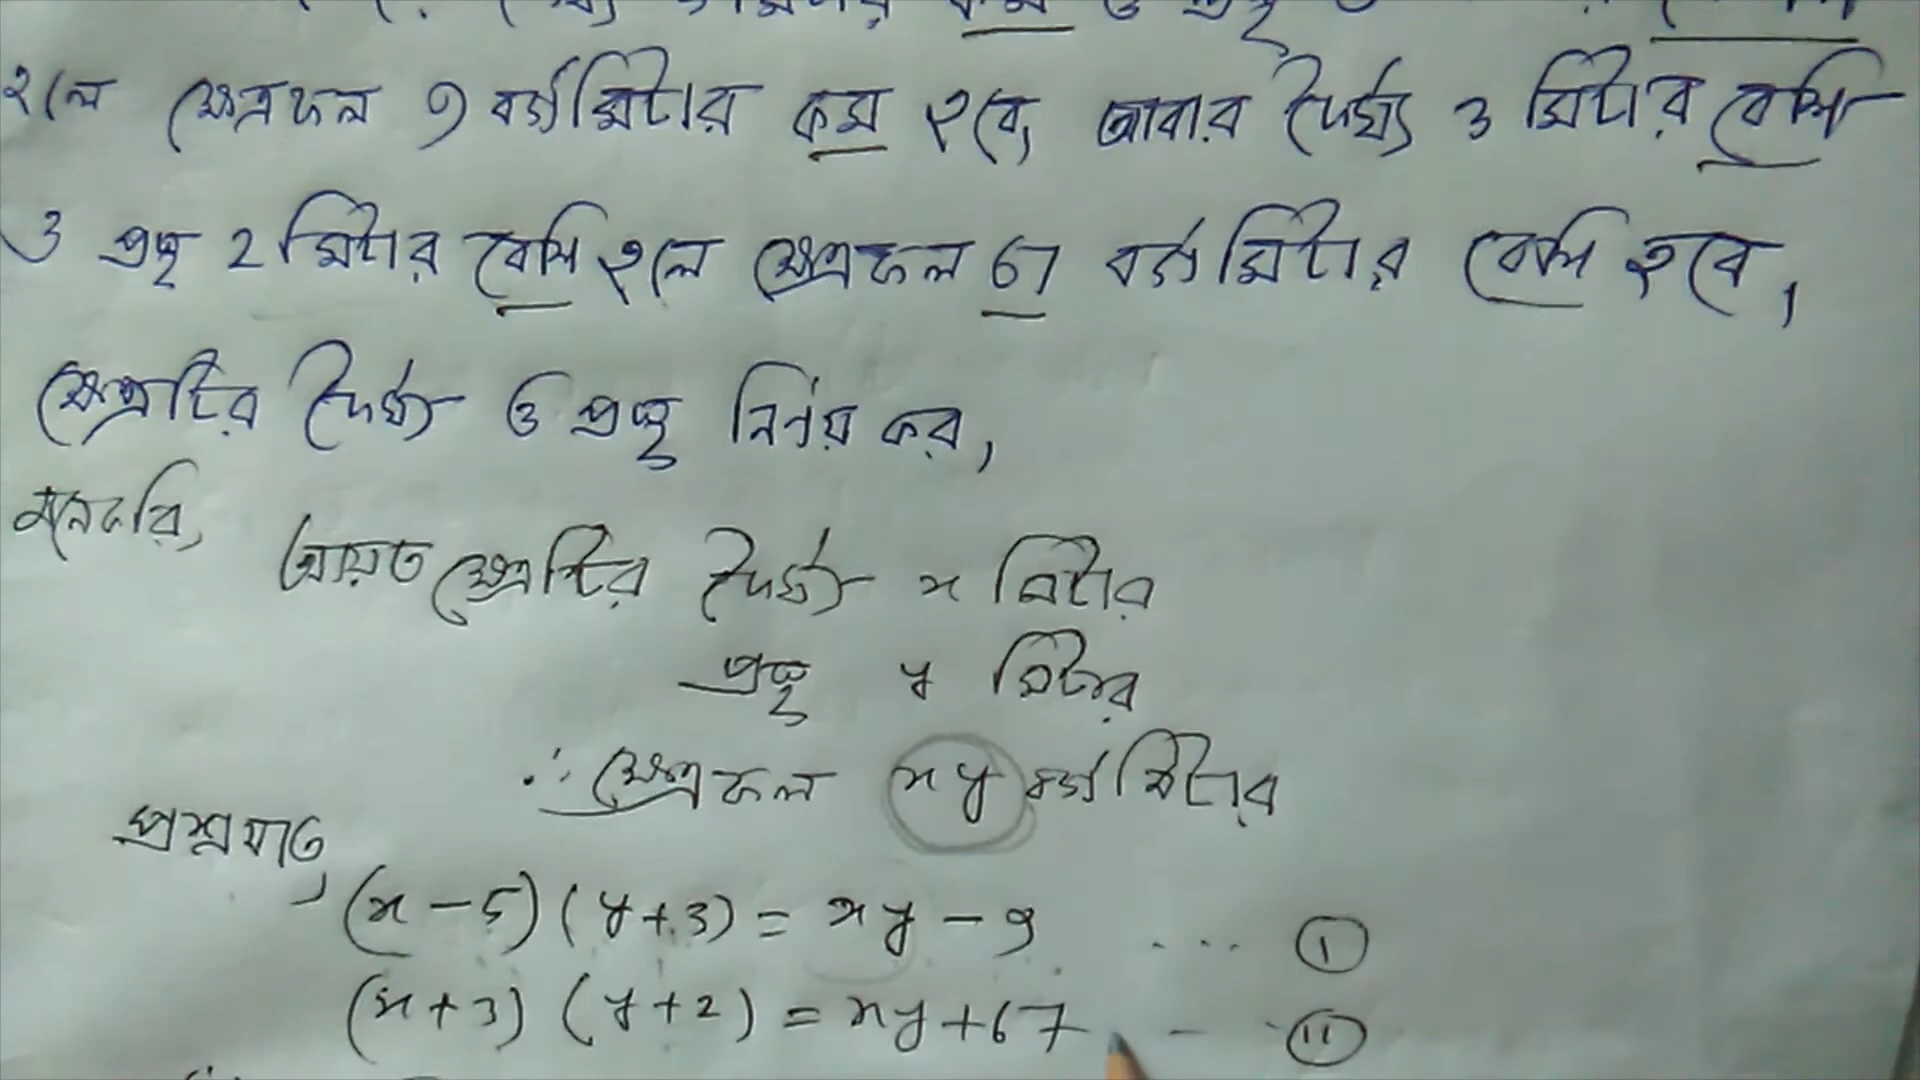 মিটার কম ও
হলে ক্ষেত্রফল 9 বর্গমিটার কম হবে, আবার দৈর্ঘ্য 3 মিটার বেশি
ও প্রস্থ 2 মিটার বেশি হলে ক্ষেত্রফল 67 বর্গমিটার বেশি হবে,
ক্ষেত্রটির দৈর্ঘ্য ও প্রস্থ নির্ণয় কর,
মনেকরি,
আয়ত ক্ষেত্রটির দৈর্ঘ্য x মিটার
প্রস্থ y মিটার
∴ ক্ষেত্রফল xy বর্গমিটার
প্রশ্নমতে,
(x - 5) (y + 3) = xy - 9 ... (i)
(x + 3) (y + 2) = xy + 67 - - (ii)